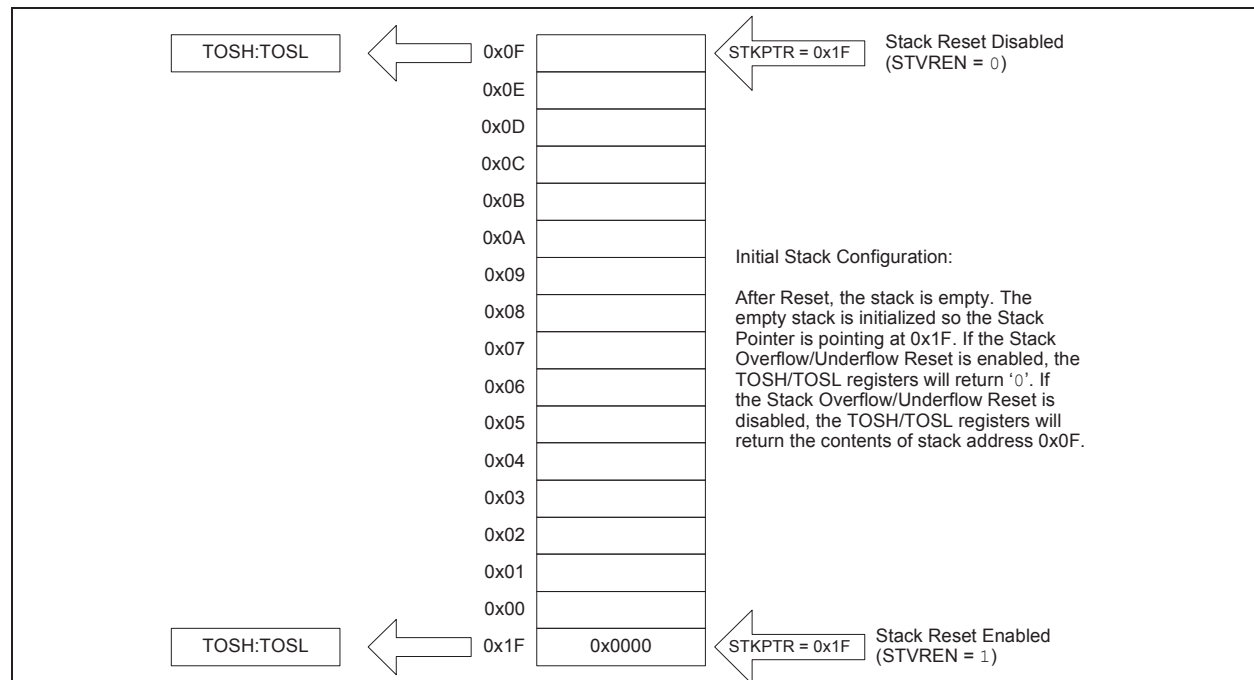 TOSH:TOSL
0x0F
STKPTR = 0x1F
Stack Reset Disabled
(STVREN = 0)
0x0E
0x0D
0x0C
0x0B
0x0A
0x09
0x08
0x07
0x06
0x05
0x04
0x03
0x02
0x01
0x00
Initial Stack Configuration:
After Reset, the stack is empty. The
empty stack is initialized so the Stack
Pointer is pointing at 0x1F. If the Stack
Overflow/Underflow Reset is enabled, the
TOSH/TOSL registers will return ‘0’. If
the Stack Overflow/Underflow Reset is
disabled, the TOSH/TOSL registers will
return the contents of stack address 0x0F.
TOSH:TOSL
0x1F
0x0000
STKPTR = 0x1F
Stack Reset Enabled
(STVREN = 1)